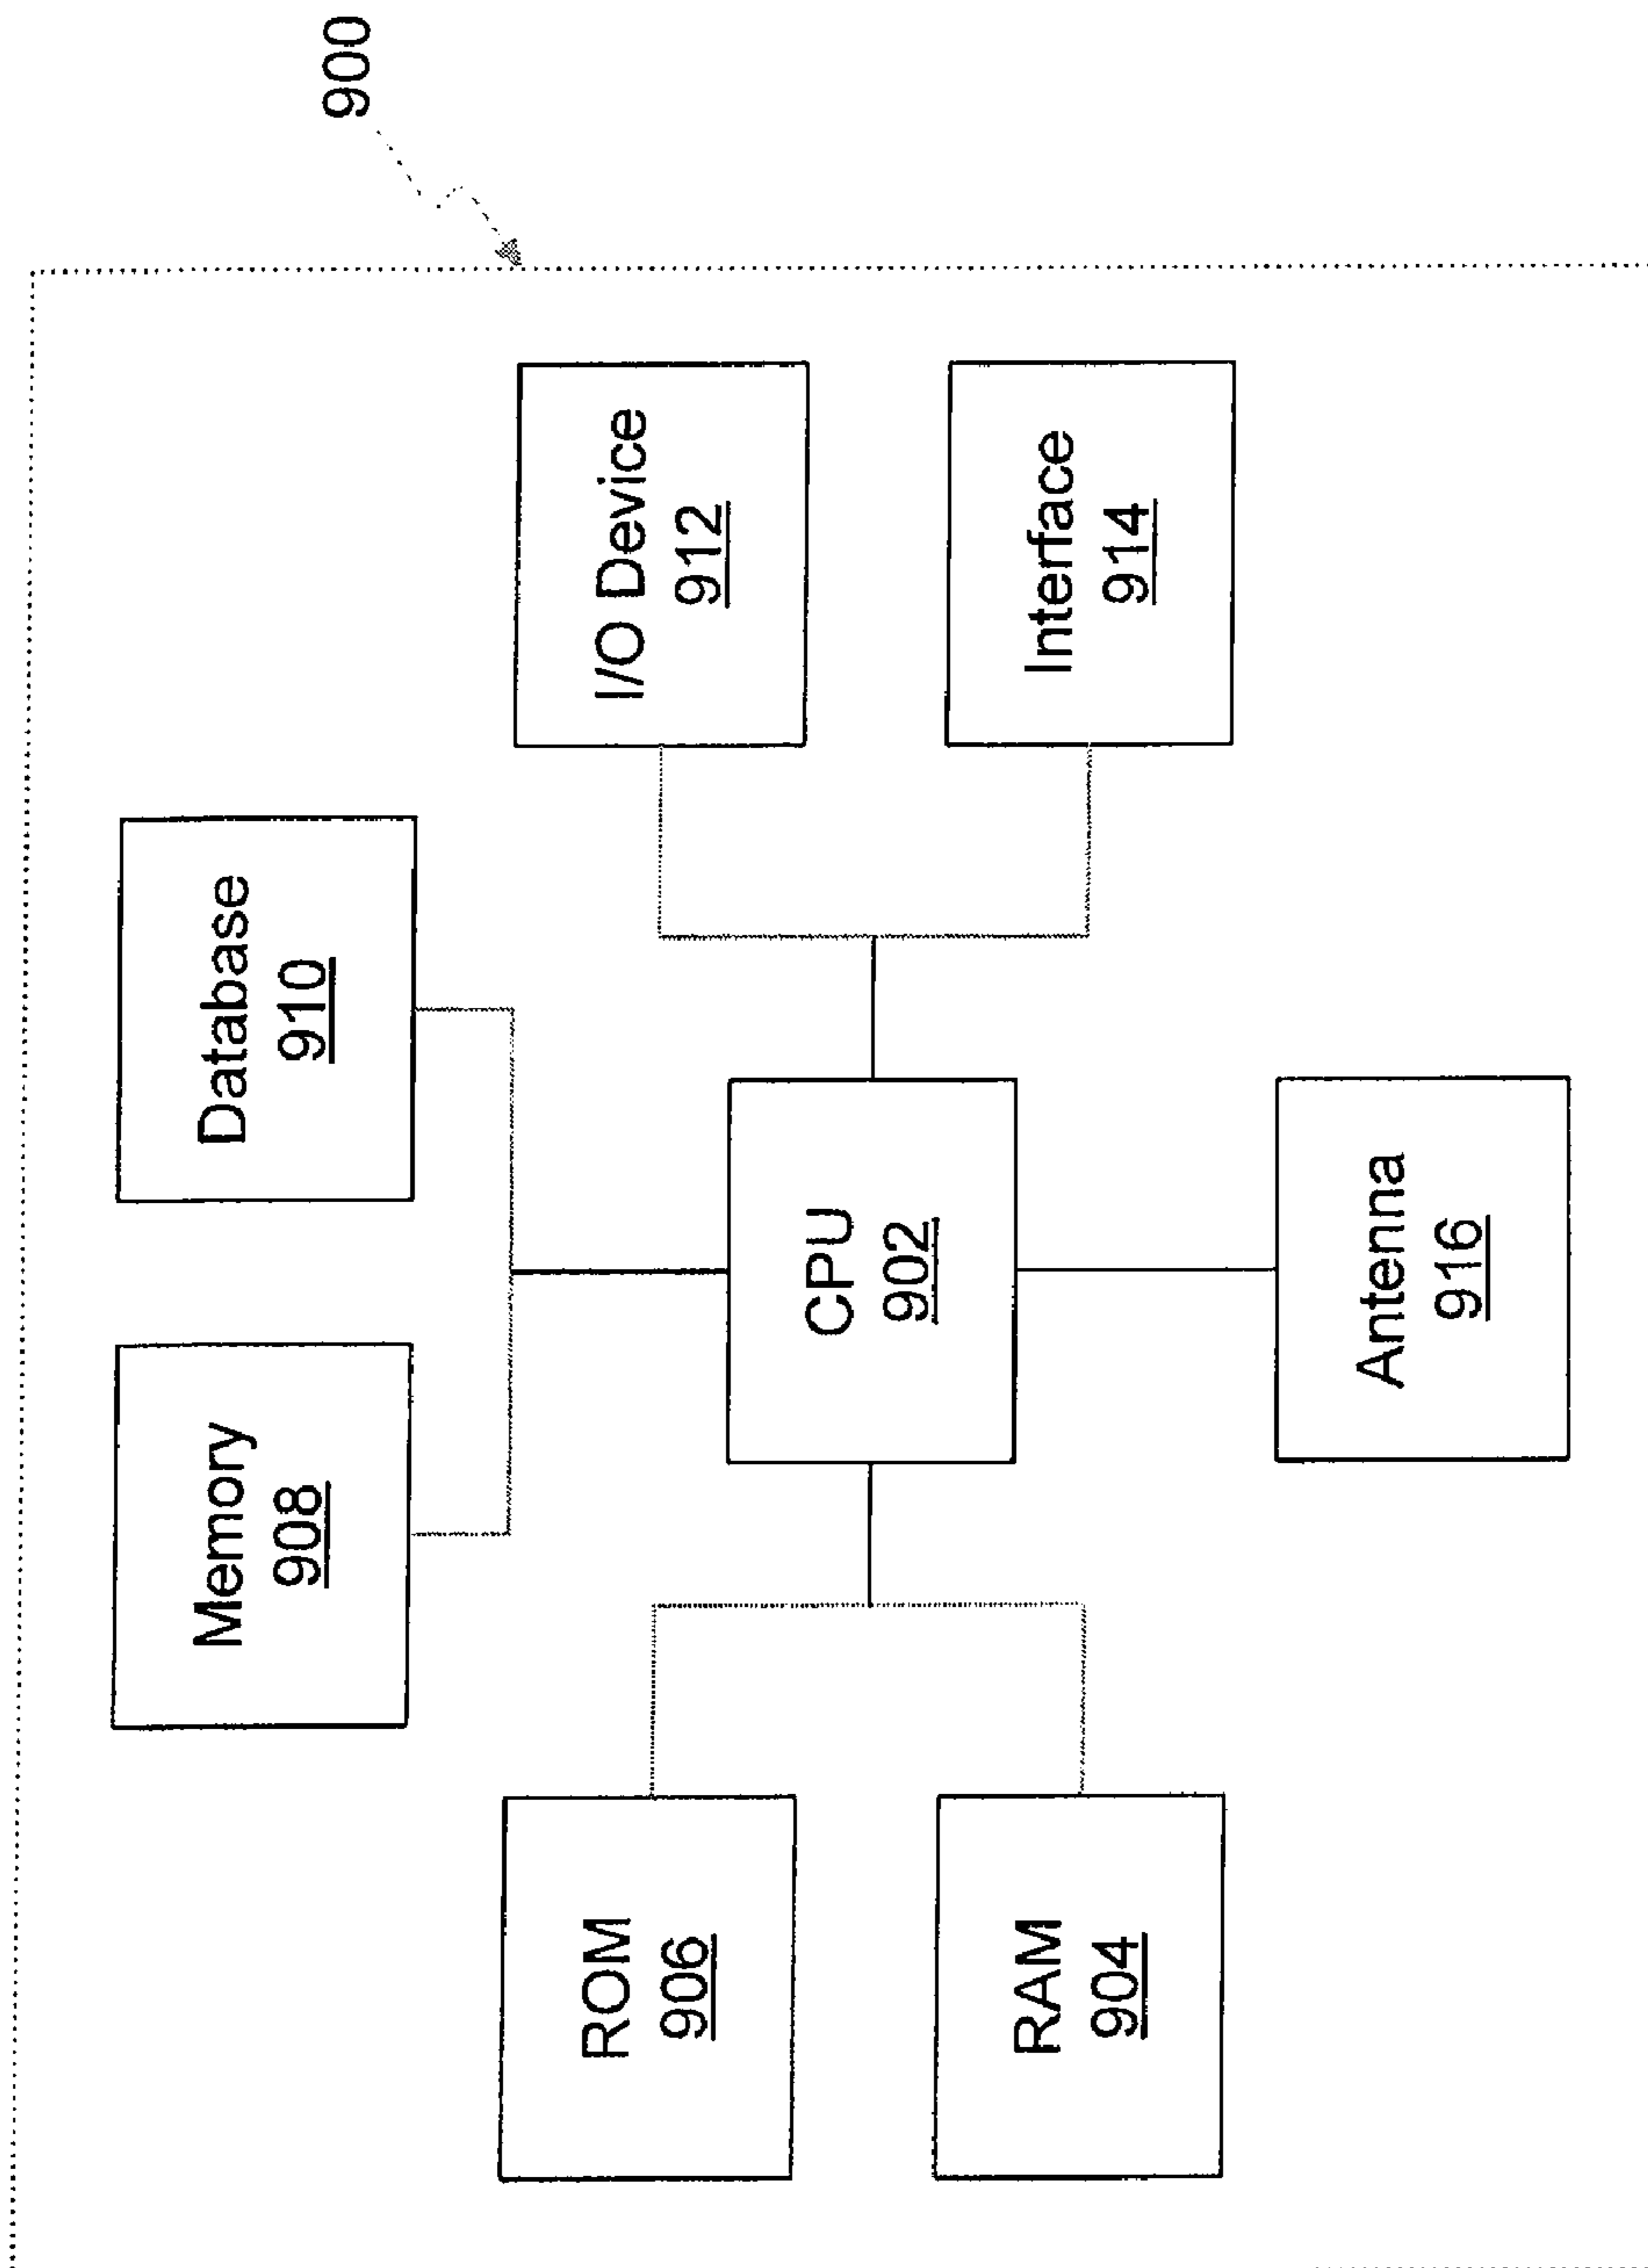 900
Memory
908
Database
910
ROM
906
I/O Device
912
CPU
902
RAM
904
Interface
914
Antenna
916